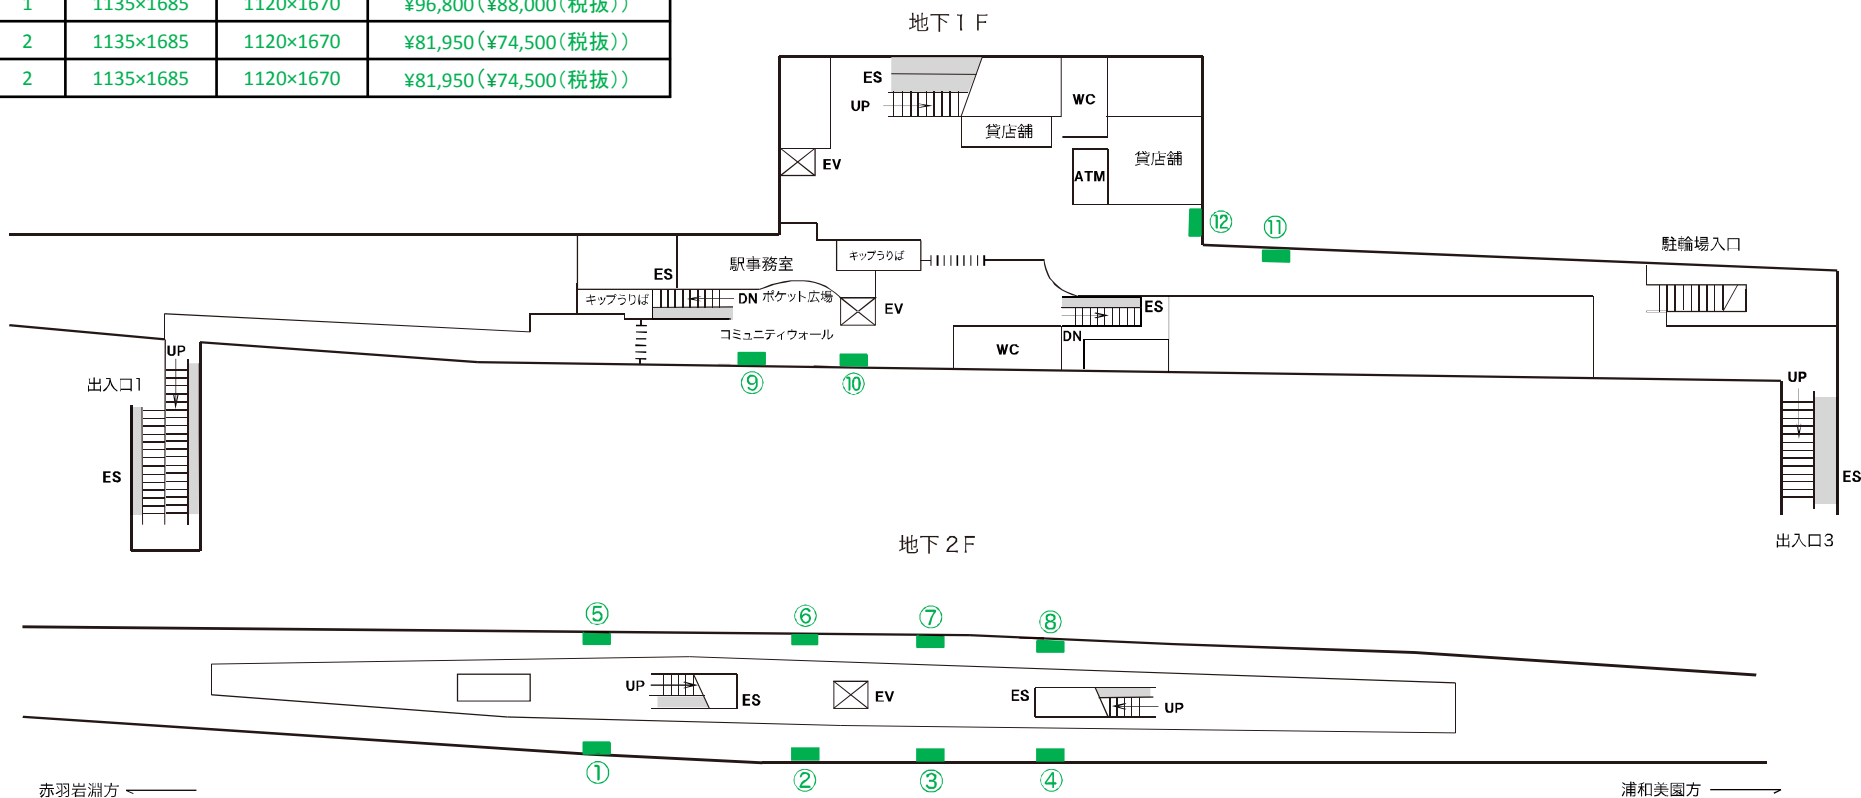 1 1135×1685 1120×1670 ¥96,800(¥88,000(税抜))
2 1135×1685 1120×1670 ¥81,950(¥74,500(税抜))
2 1135×1685 1120×1670 ¥81,950(¥74,500(税抜))
地下1F
ES
UP
WC
貸店舗
貸店舗
EV
ATM
⑫
⑪
駐輪場入口
キップうりば
駅事務室
ES
DN
ポケット広場
キップうりば
EV
ES
コミュニティウォール
DN
WC
UP
⑨
⑩
出入口1
UP
ES
ES
出入口3
地下2F
⑤
⑥
⑦
⑧
UP
ES
EV
ES
UP
①
②
③
④
赤羽岩淵方
浦和美園方